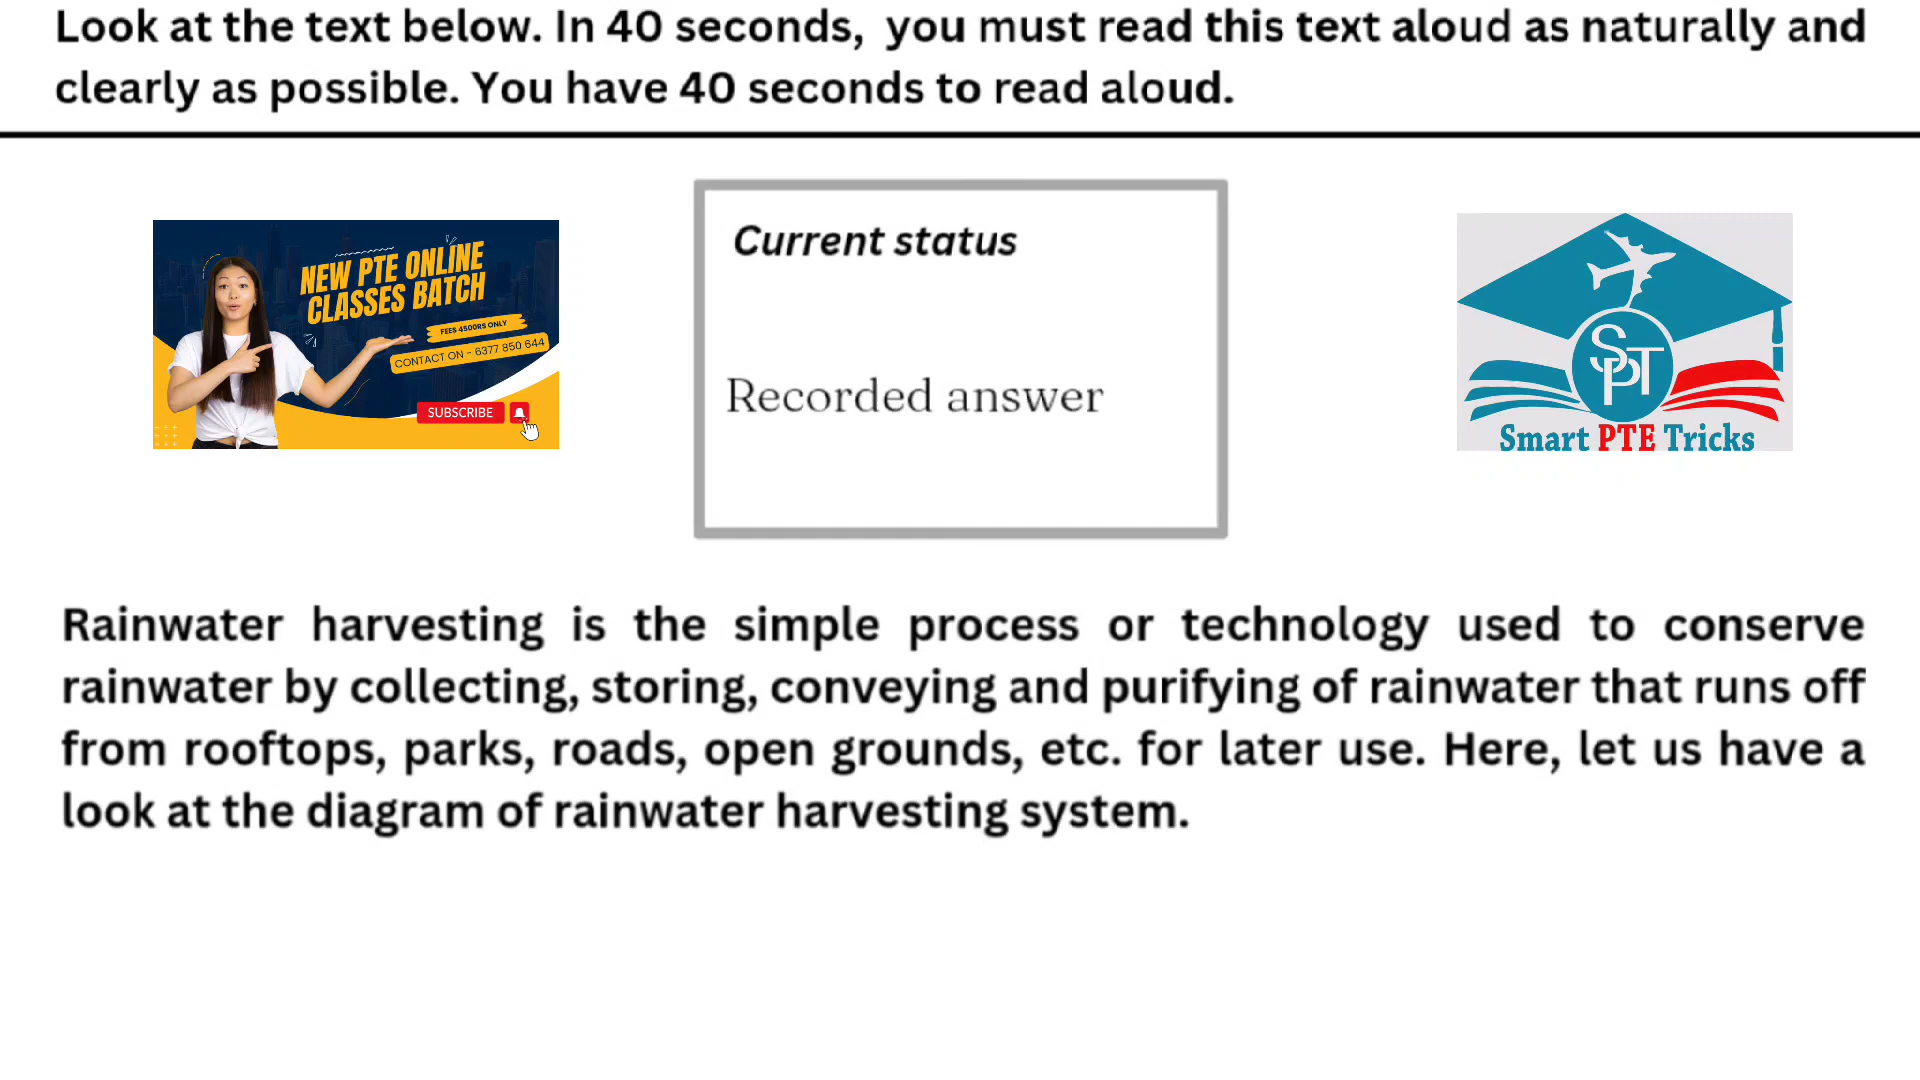 Look at the text below. In 40 seconds, you must read this text aloud as naturally and
clearly as possible. You have 40 seconds to read aloud.
NEW PTE ONLINE
CLASSES BATCH
FEES 4500RS ONLY
CONTACT ON - 6377 850 644
SUBSCRIBE
Current status
Recorded answer
SPT
Smart PTE Tricks
Rainwater harvesting is the simple process or technology used to conserve
rainwater by collecting, storing, conveying and purifying of rainwater that runs off
from rooftops, parks, roads, open grounds, etc. for later use. Here, let us have a
look at the diagram of rainwater harvesting system.